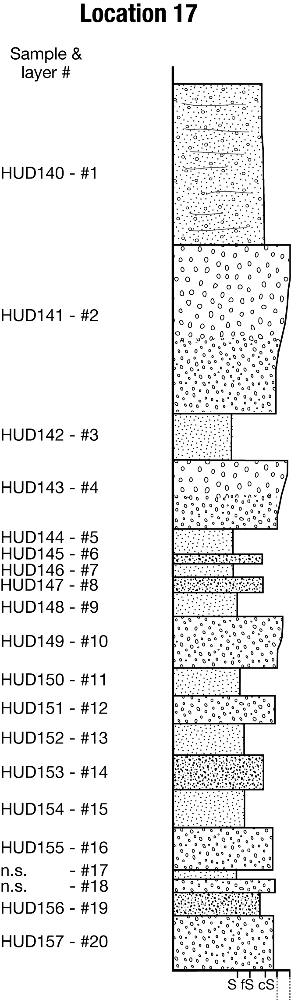 Location 17
Sample &
layer #
HUD140 - #1
HUD141 - #2
HUD142 - #3
HUD143 - #4
HUD144 - #5
HUD145 - #6
HUD146 - #7
HUD147 - #8
HUD148 - #9
HUD149 - #10
HUD150 - #11
HUD151 - #12
HUD152 - #13
HUD153 - #14
HUD154 - #15
HUD155 - #16
n.s. - #17
n.s. - #18
HUD156 - #19
HUD157 - #20
S fS cS